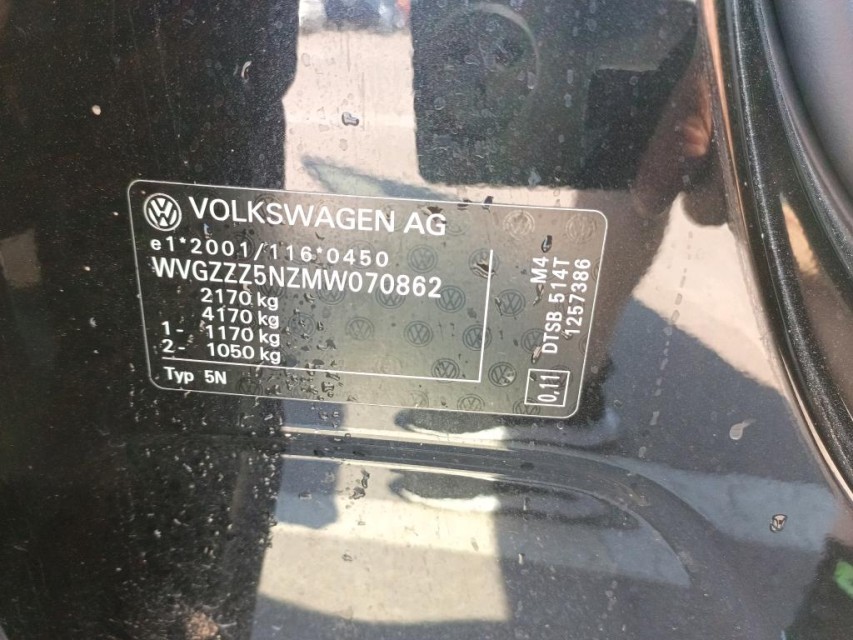 VOLKSWAGEN AG
e1*2001/116*0450
WVGZZZ5NZMW070862
2170 kg
4170 kg
1- 1170 kg
2- 1050 kg
Typ 5N
M4
DTSB 514T
1257386
0,11